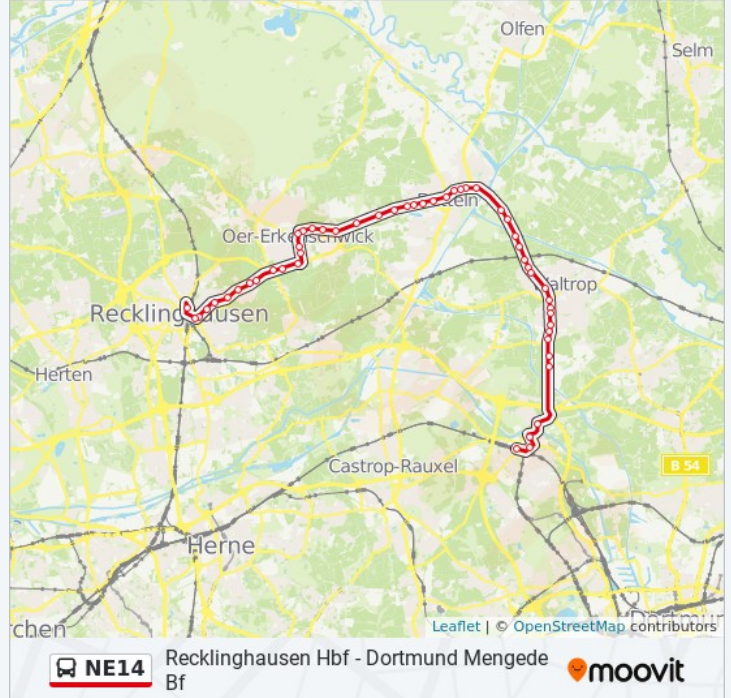 Olfen
Selm
Oer-Erkenschwick
Waltrop
Recklinghausen
Herten
Castrop-Rauxel
B 54
Herne
rchen
Leaflet | © OpenStreetMap contributors
NE14
Recklinghausen Hbf - Dortmund Mengede
Bf
moovit